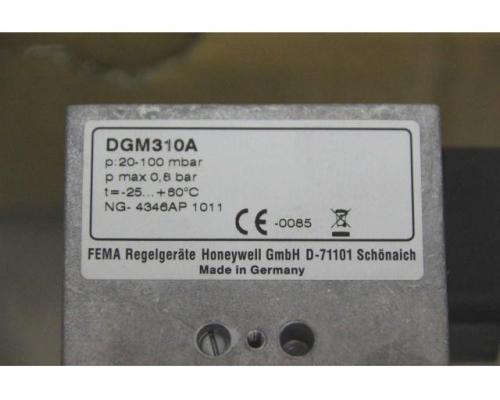 DGM310A
p:20-100 mbar
p max 0,8 bar
t=-25...+60°C
NG- 4346AP 1011
CE -0085
FEMA Regelgeräte Honeywell GmbH D-71101 Schönaich
Made in Germany